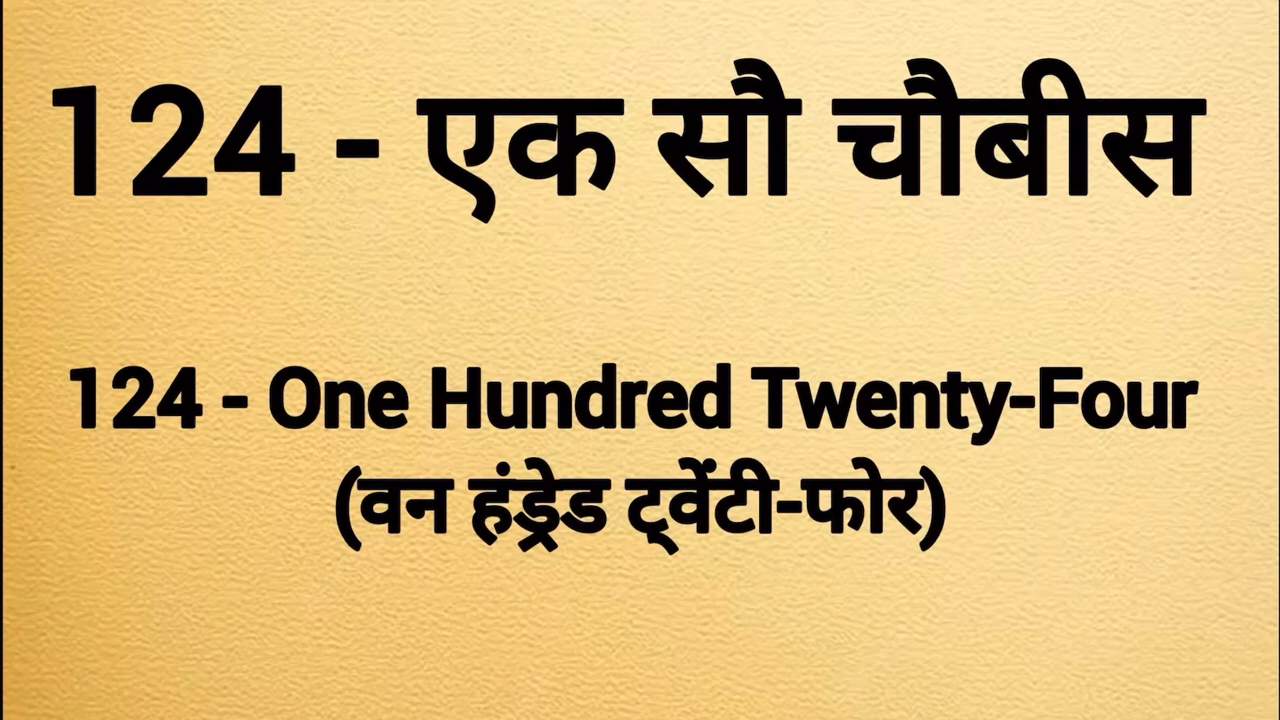 124 - एक सौ चौबीस
124 - One Hundred Twenty-Four
(वन हंड्रेड ट्वेंटी-फोर)